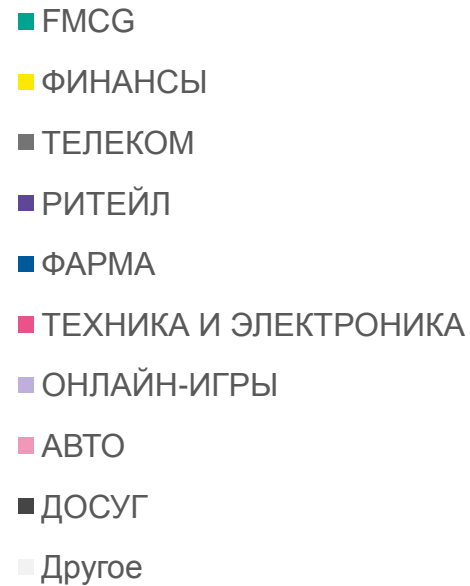 FMCG
ФИНАНСЫ
ТЕЛЕКОМ
РИТЕЙЛ
ФАРМА
ТЕХНИКА И ЭЛЕКТРОНИКА
ОНЛАЙН-ИГРЫ
АВТО
ДОСУГ
Другое